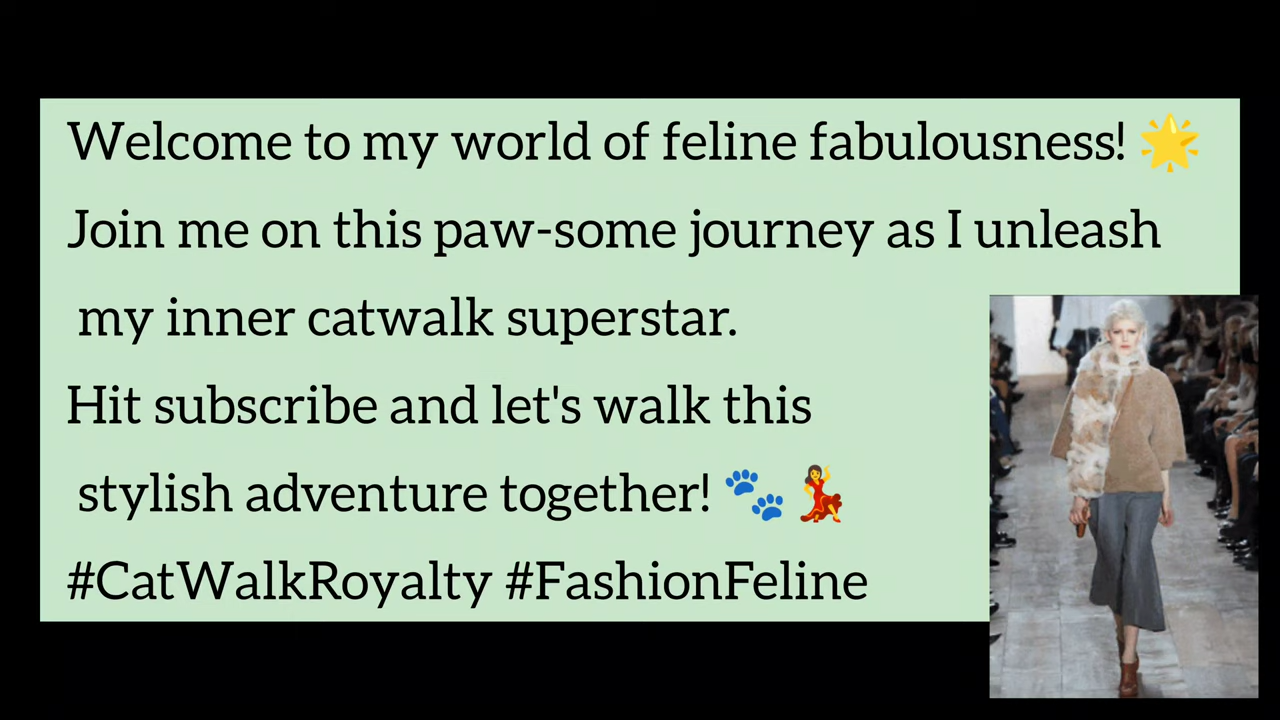 Welcome to my world of feline fabulousness! 🌟
Join me on this paw-some journey as I unleash
my inner catwalk superstar.
Hit subscribe and let's walk this
stylish adventure together! 🐾 💃
#CatWalkRoyalty #FashionFeline